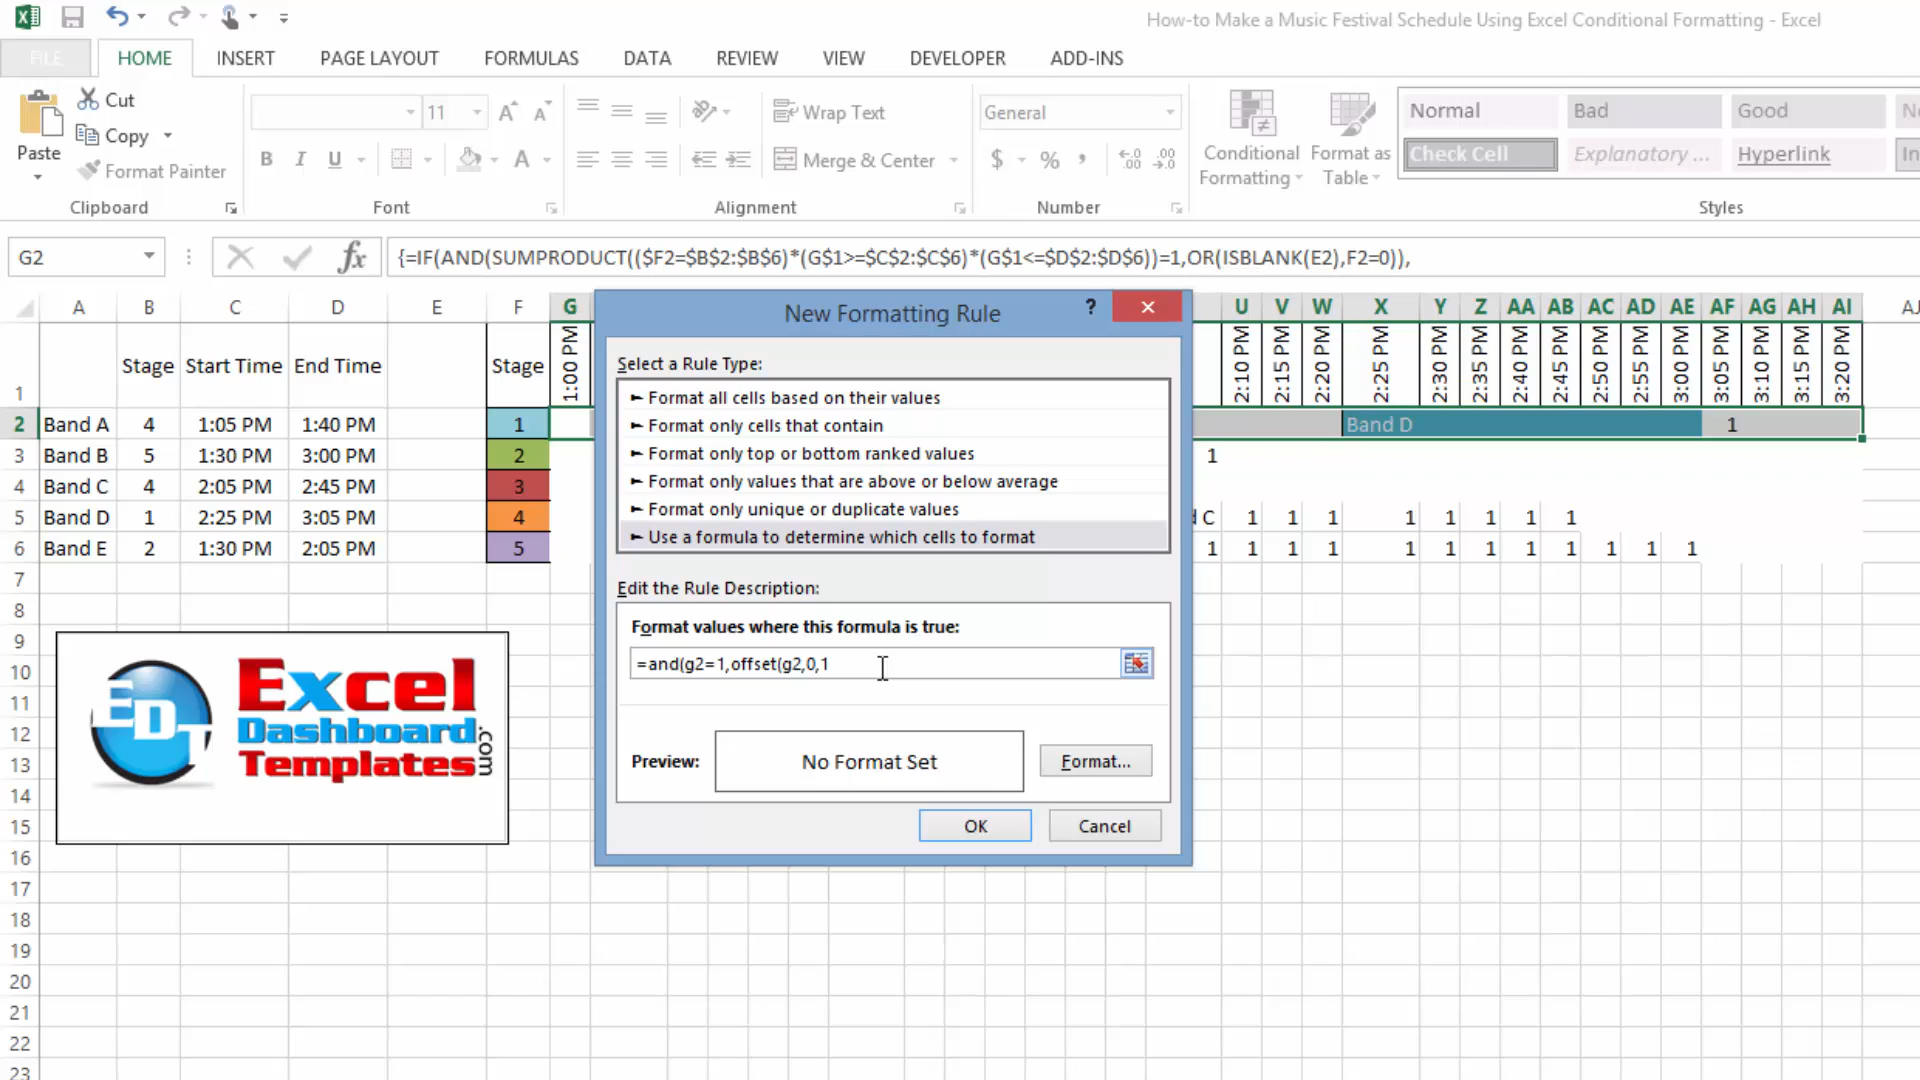 How-to Make a Music Festival Schedule Using Excel Conditional Formatting - Excel
FILE HOME INSERT PAGE LAYOUT FORMULAS DATA REVIEW VIEW DEVELOPER ADD-INS
Paste Cut Copy Format Painter
11
B I U A
Wrap Text
Merge & Center
General
$ % ,
Conditional Formatting
Format as Table
Normal Bad Good
Check Cell Explanatory ... Hyperlink In
Clipboard Font Alignment Number Styles
G2 fx {=IF(AND(SUMPRODUCT(($F2=$B$2:$B$6)*(G$1>=$C$2:$C$6)*(G$1<=$D$2:$D$6))=1,OR(ISBLANK(E2),F2=0)),
A B C D E F G U V W X Y Z AA AB AC AD AE AF AG AH AI AJ
1 Stage Start Time End Time Stage 1:00 PM 2:10 PM 2:15 PM 2:20 PM 2:25 PM 2:30 PM 2:35 PM 2:40 PM 2:45 PM 2:50 PM 2:55 PM 3:00 PM 3:05 PM 3:10 PM 3:15 PM 3:20 PM
2 Band A 4 1:05 PM 1:40 PM 1 Band D 1
3 Band B 5 1:30 PM 3:00 PM 2 1
4 Band C 4 2:05 PM 2:45 PM 3
5 Band D 1 2:25 PM 3:05 PM 4 C 1 1 1 1 1 1 1 1
6 Band E 2 1:30 PM 2:05 PM 5 1 1 1 1 1 1 1 1 1 1 1 1
7
8
9
10
11
12
13
14
15
16
17
18
19
20
21
22
23
EDT
Excel
Dashboard
Templates
.com
New Formatting Rule ?
Select a Rule Type:
► Format all cells based on their values
► Format only cells that contain
► Format only top or bottom ranked values
► Format only values that are above or below average
► Format only unique or duplicate values
► Use a formula to determine which cells to format
Edit the Rule Description:
Format values where this formula is true:
=and(g2=1,offset(g2,0,1
Preview: No Format Set Format...
OK Cancel